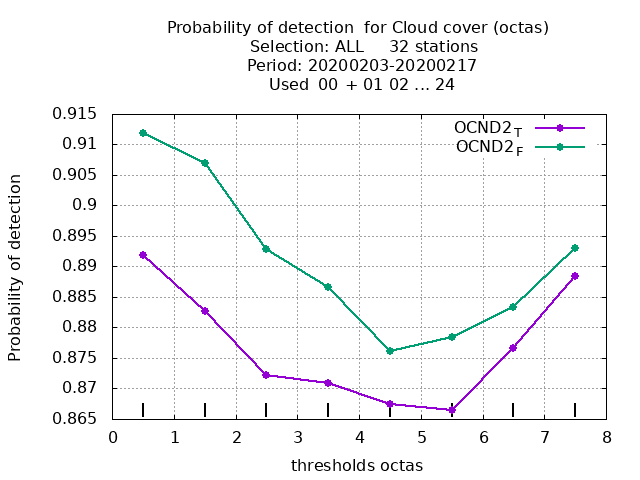 Probability of detection  for Cloud cover (octas)
Selection: ALL     32 stations
Period: 20200203-20200217
Used  00 + 01 02 ... 24
0.915
0.91
0.905
0.9
0.895
0.89
0.885
0.88
0.875
0.87
0.865
Probability of detection
OCND2T
OCND2F
0 1 2 3 4 5 6 7 8
thresholds octas